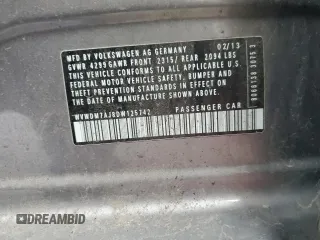 MFD BY VOLKSWAGEN AG GERMANY 02/13
GVWR 4299 GAWR FRONT 2315/ REAR 2094 LBS
THIS VEHICLE CONFORMS TO ALL APPLICABLE
FEDERAL MOTOR VEHICLE SAFETY, BUMPER AND
THEFT PREVENTION STANDARDS IN EFFECT ON
THE DATE OF MANUFACTURE SHOWN ABOVE
WVWDM7AJ8DW125742 PASSENGER CAR
DREAMBID